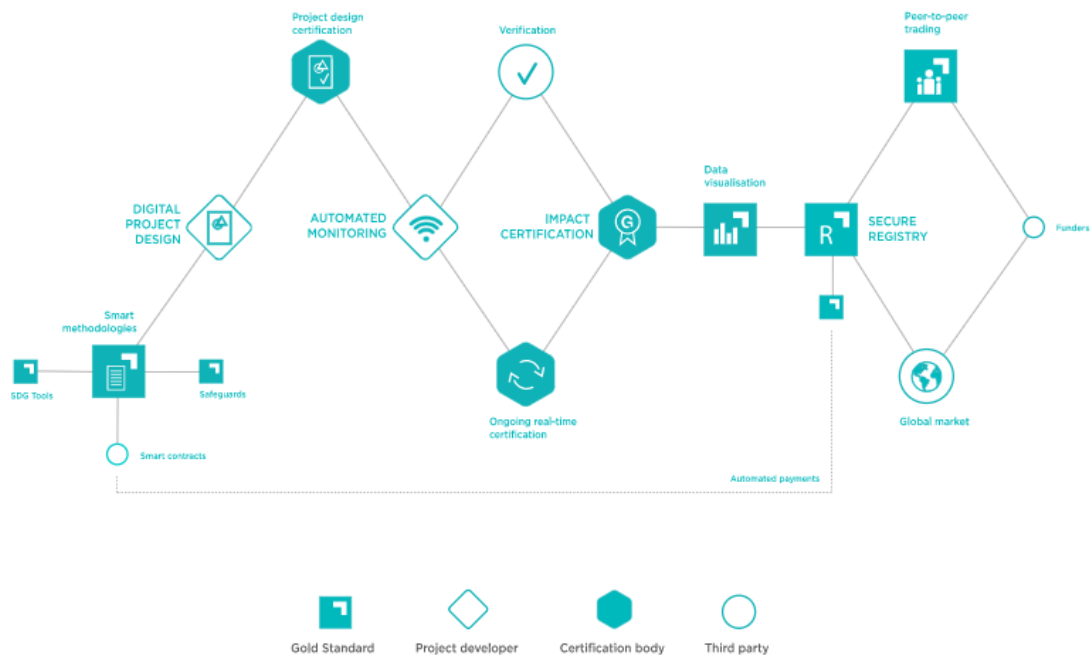 Project design
certification
Verification
Peer-to-peer
trading
DIGITAL
PROJECT
DESIGN
AUTOMATED
MONITORING
IMPACT
CERTIFICATION
G
Data
visualisation
R
SECURE
REGISTRY
Funders
Smart
methodologies
SDG Tools
Safeguards
Smart contracts
Ongoing real-time
certification
Global market
Automated payments
Gold Standard
Project developer
Certification body
Third party